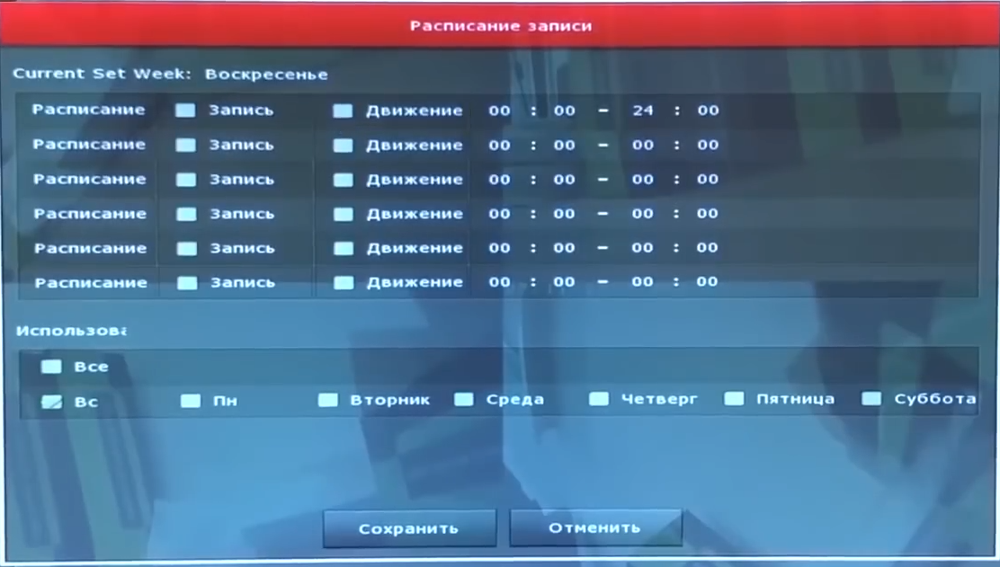 Расписание записи
Current Set Week: Воскресенье
Расписание Запись Движение 00 : 00 - 24 : 00
Расписание Запись Движение 00 : 00 - 00 : 00
Расписание Запись Движение 00 : 00 - 00 : 00
Расписание Запись Движение 00 : 00 - 00 : 00
Расписание Запись Движение 00 : 00 - 00 : 00
Расписание Запись Движение 00 : 00 - 00 : 00
Использова
Все
Вс Пн Вторник Среда Четверг Пятница Суббота
Сохранить Отменить